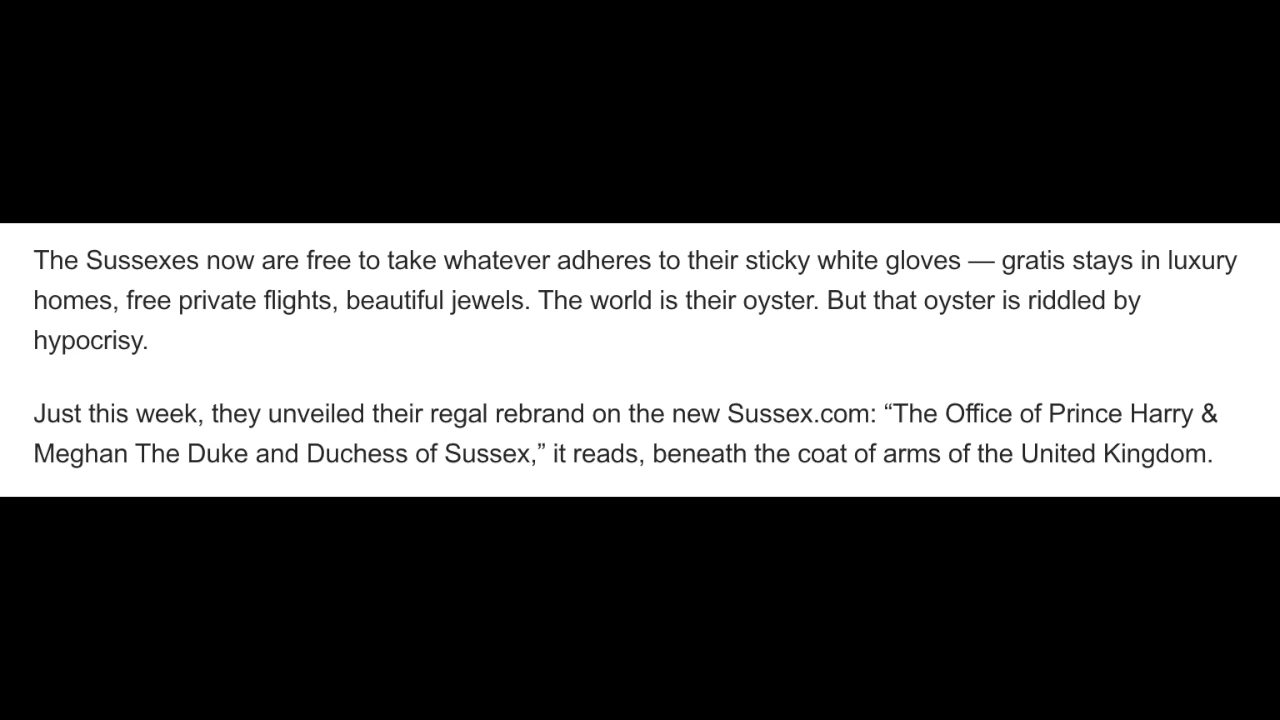 The Sussexes now are free to take whatever adheres to their sticky white gloves — gratis stays in luxury
homes, free private flights, beautiful jewels. The world is their oyster. But that oyster is riddled by
hypocrisy.
Just this week, they unveiled their regal rebrand on the new Sussex.com: “The Office of Prince Harry &
Meghan The Duke and Duchess of Sussex,” it reads, beneath the coat of arms of the United Kingdom.